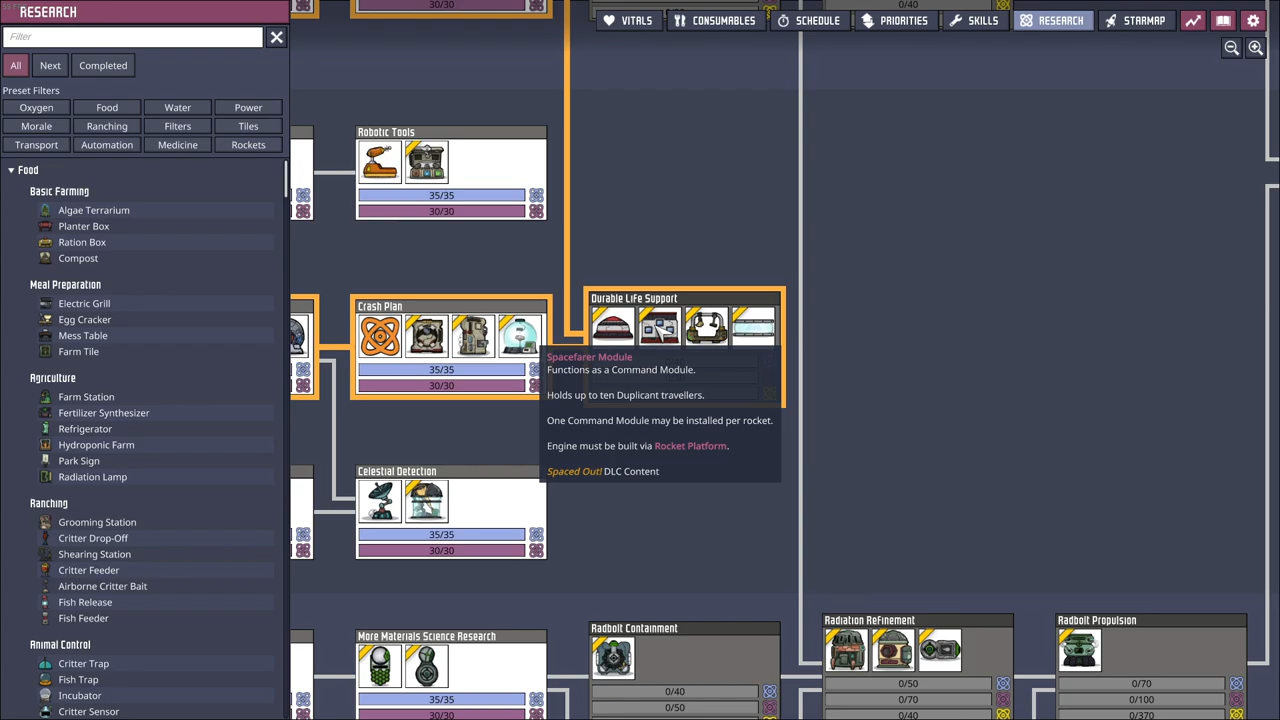 RESEARCH
VITALS
CONSUMABLES
SCHEDULE
PRIORITIES
SKILLS
RESEARCH
STARMAP
Filter
All
Next
Completed
Preset Filters
Oxygen
Food
Water
Power
Morale
Ranching
Filters
Tiles
Transport
Automation
Medicine
Rockets
Food
Basic Farming
Algae Terrarium
Planter Box
Ration Box
Compost
Meal Preparation
Electric Grill
Egg Cracker
Mess Table
Farm Tile
Agriculture
Farm Station
Fertilizer Synthesizer
Refrigerator
Hydroponic Farm
Park Sign
Radiation Lamp
Ranching
Grooming Station
Critter Drop-Off
Shearing Station
Critter Feeder
Airborne Critter Bait
Fish Release
Fish Feeder
Animal Control
Critter Trap
Fish Trap
Incubator
Critter Sensor
30/30
0/40
Robotic Tools
35/35
30/30
Crash Plan
35/35
30/30
Durable Life Support
Spacefarer Module
Functions as a Command Module.
Holds up to ten Duplicant travellers.
One Command Module may be installed per rocket.
Engine must be built via Rocket Platform.
Spaced Out! DLC Content
Celestial Detection
35/35
30/30
More Materials Science Research
35/35
Radbolt Containment
0/40
0/50
Radiation Refinement
0/50
0/70
0/40
Radbolt Propulsion
0/70
0/100
0/370